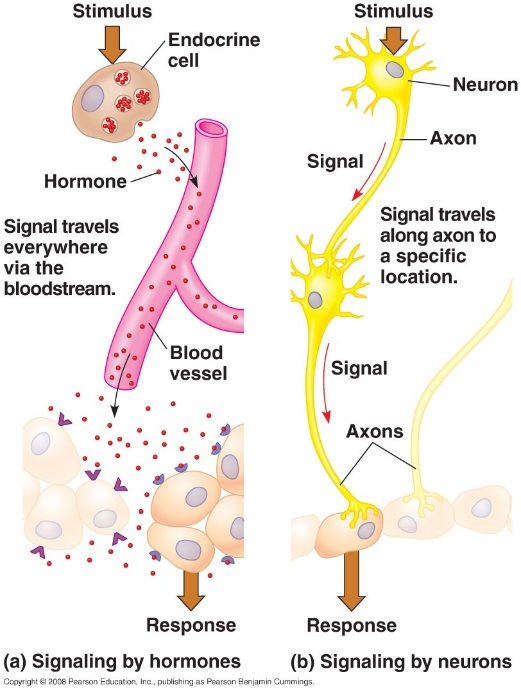 Stimulus
Endocrine
cell
Hormone
Signal travels
everywhere
via the
bloodstream.
Blood
vessel
Response
(a) Signaling by hormones
Stimulus
Neuron
Axon
Signal
Signal travels
along axon to
a specific
location.
Signal
Axons
Response
(b) Signaling by neurons
Copyright © 2008 Pearson Education, Inc., publishing as Pearson Benjamin Cummings.